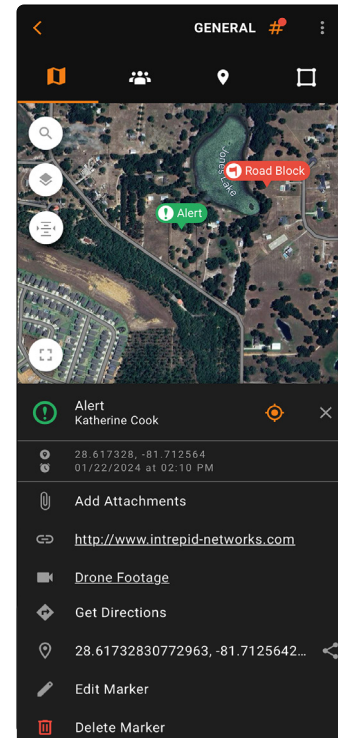 GENERAL #
Jones Lake
Road Block
Alert
Alert
Katherine Cook
28.617328, -81.712564
01/22/2024 at 02:10 PM
Add Attachments
http://www.intrepid-networks.com
Drone Footage
Get Directions
28.61732830772963, -81.7125642...
Edit Marker
Delete Marker